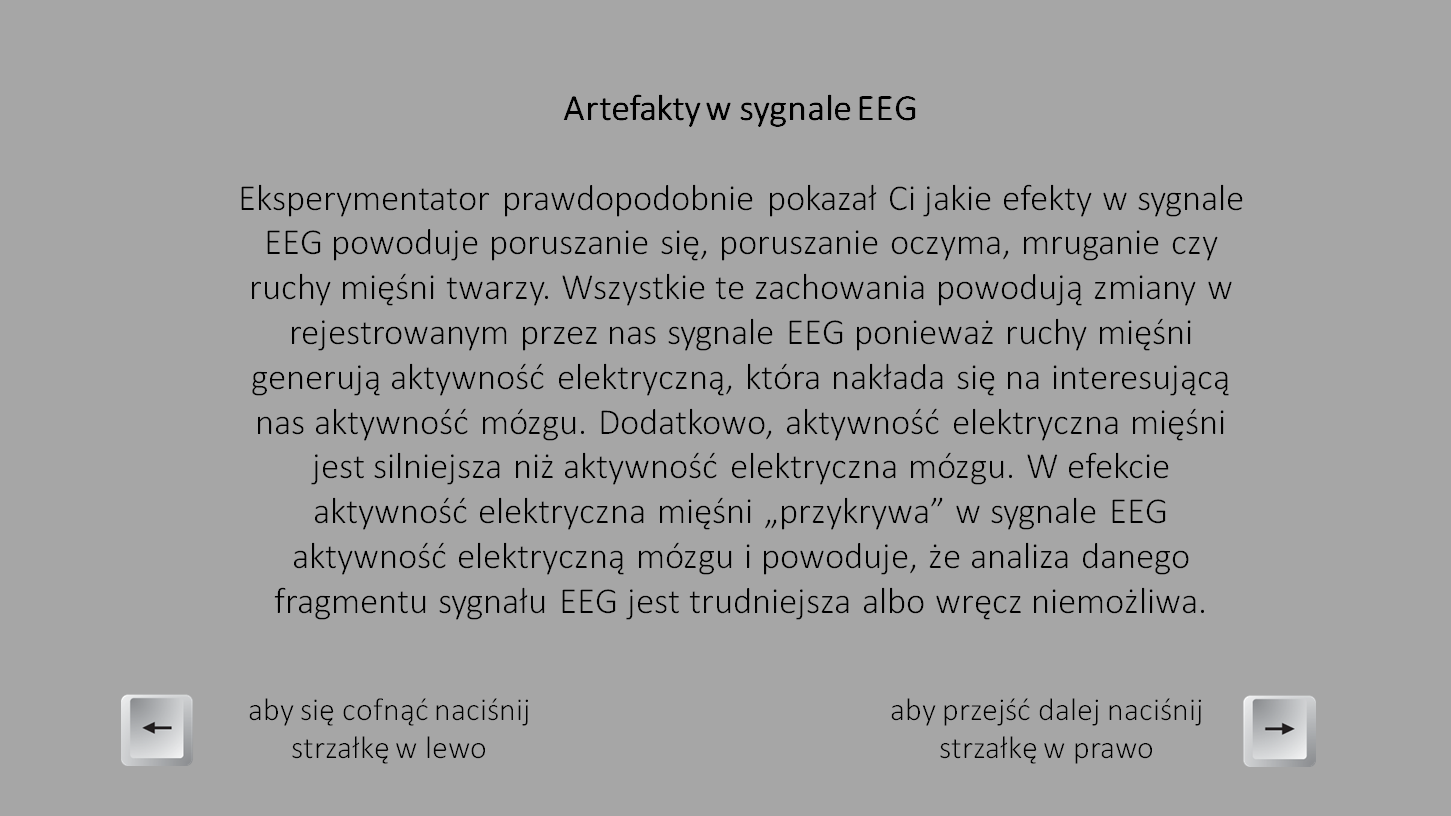 Artefakty w sygnale EEG
Eksperymentator prawdopodobnie pokazał Ci jakie efekty w sygnale
EEG powoduje poruszanie się, poruszanie oczyma, mruganie czy
ruchy mięśni twarzy. Wszystkie te zachowania powodują zmiany w
rejestrowanym przez nas sygnale EEG ponieważ ruchy mięśni
generują aktywność elektryczną, która nakłada się na interesującą
nas aktywność mózgu. Dodatkowo, aktywność elektryczna mięśni
jest silniejsza niż aktywność elektryczna mózgu. W efekcie
aktywność elektryczna mięśni „przykrywa” w sygnale EEG
aktywność elektryczną mózgu i powoduje, że analiza danego
fragmentu sygnału EEG jest trudniejsza albo wręcz niemożliwa.
aby się cofnąć naciśnij
strzałkę w lewo
aby przejść dalej naciśnij
strzałkę w prawo